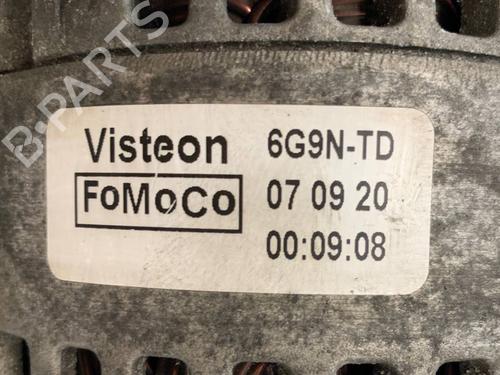 Visteon 6G9N-TD
FoMoCo 07 09 20
00:09:08
B-PARTS